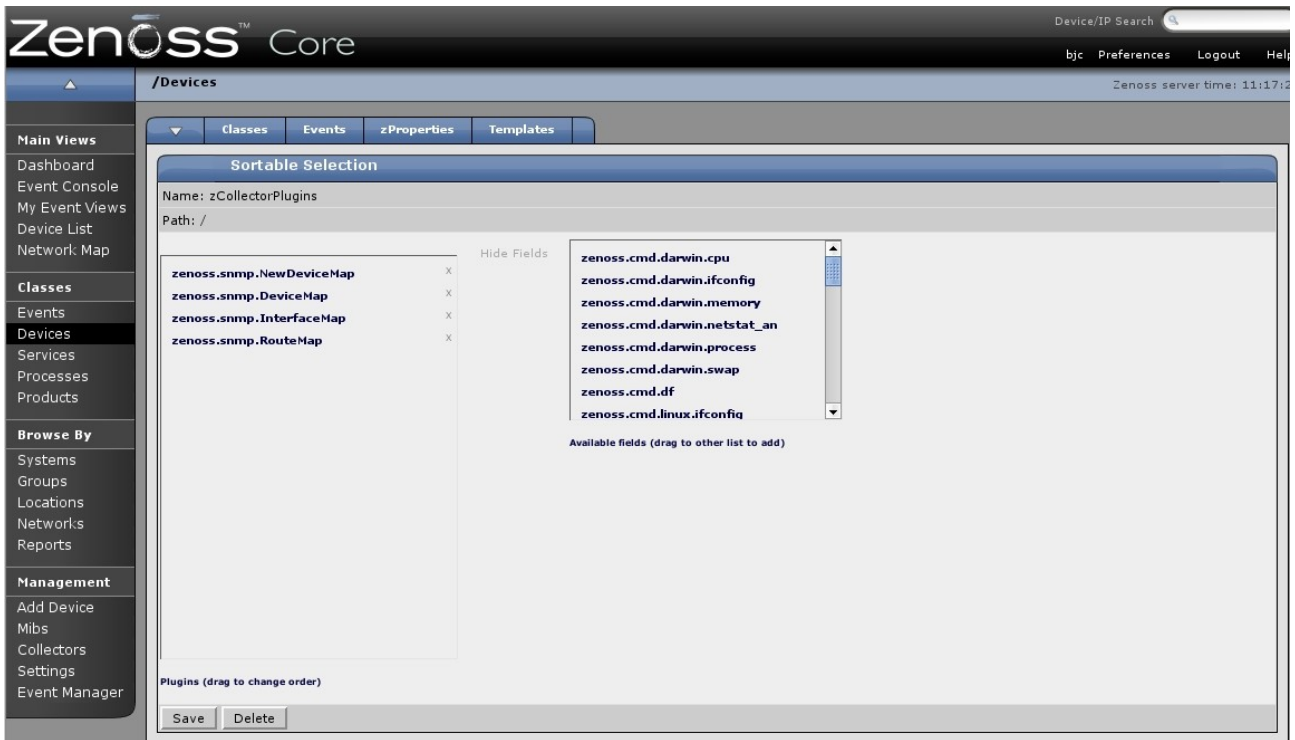 Zenoss™ Core
Device/IP Search
bjc Preferences Logout Help
/Devices
Zenoss server time: 11:17:2
Main Views
Dashboard
Event Console
My Event Views
Device List
Network Map
Classes
Events
Devices
Services
Processes
Products
Browse By
Systems
Groups
Locations
Networks
Reports
Management
Add Device
Mibs
Collectors
Settings
Event Manager
Classes Events zProperties Templates
Sortable Selection
Name: zCollectorPlugins
Path: /
zenoss.snmp.NewDeviceMap x
zenoss.snmp.DeviceMap x
zenoss.snmp.InterfaceMap x
zenoss.snmp.RouteMap x
Plugins (drag to change order)
Hide Fields
zenoss.cmd.darwin.cpu
zenoss.cmd.darwin.ifconfig
zenoss.cmd.darwin.memory
zenoss.cmd.darwin.netstat_an
zenoss.cmd.darwin.process
zenoss.cmd.darwin.swap
zenoss.cmd.df
zenoss.cmd.linux.ifconfig
Available fields (drag to other list to add)
Save Delete